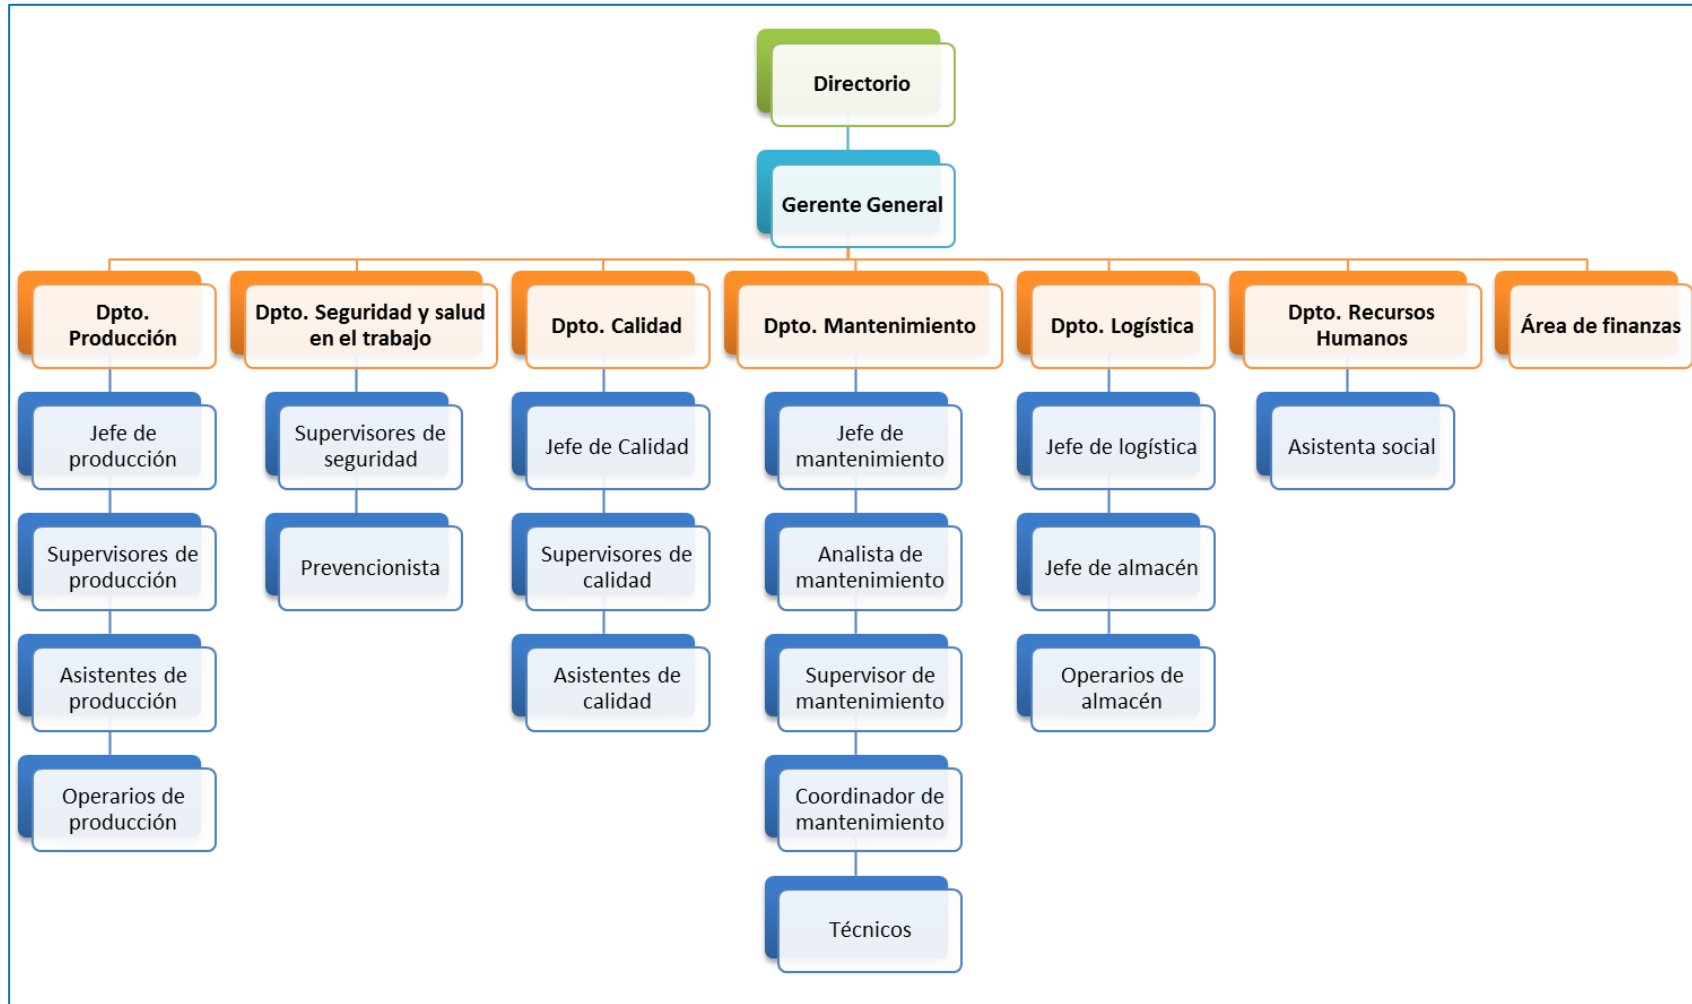 Directorio
Gerente General
Dpto.
Producción
Dpto. Seguridad y salud
en el trabajo
Dpto. Calidad
Dpto. Mantenimiento
Dpto. Logística
Dpto. Recursos
Humanos
Área de finanzas
Jefe de
producción
Supervisores de
seguridad
Jefe de Calidad
Jefe de
mantenimiento
Jefe de logística
Asistenta social
Supervisores de
producción
Prevencionista
Supervisores de
calidad
Analista de
mantenimiento
Jefe de almacén
Asistentes de
producción
Asistentes de
calidad
Supervisor de
mantenimiento
Operarios de
almacén
Operarios de
producción
Coordinador de
mantenimiento
Técnicos